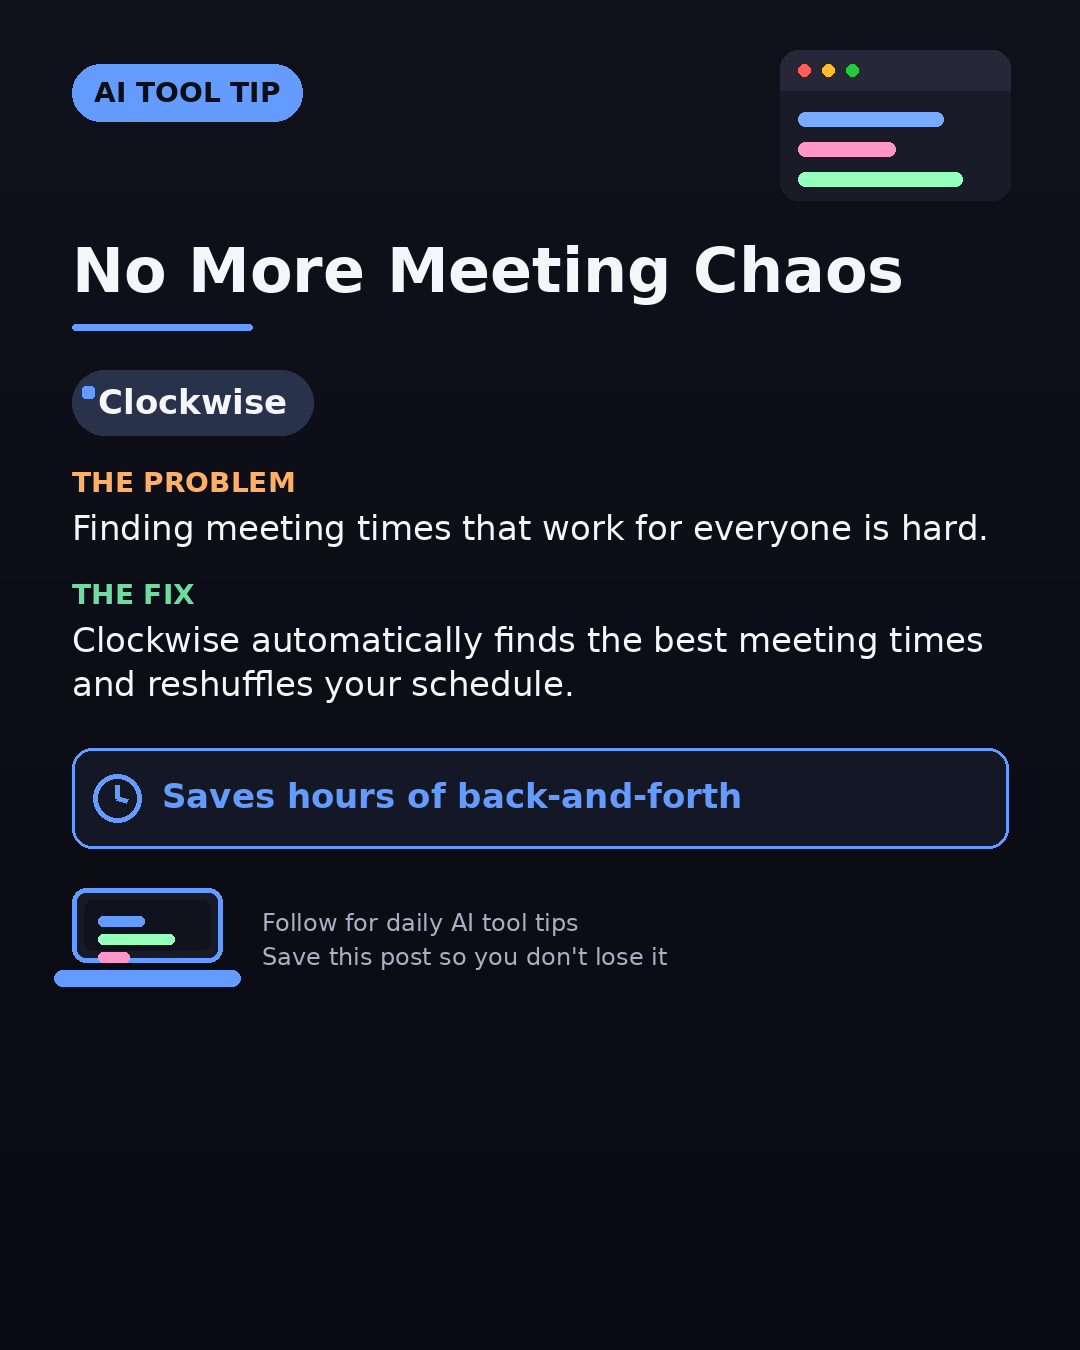 AI TOOL TIP
No More Meeting Chaos
Clockwise
THE PROBLEM
Finding meeting times that work for everyone is hard.
THE FIX
Clockwise automatically finds the best meeting times
and reshuffles your schedule.
Saves hours of back-and-forth
Follow for daily AI tool tips
Save this post so you don't lose it